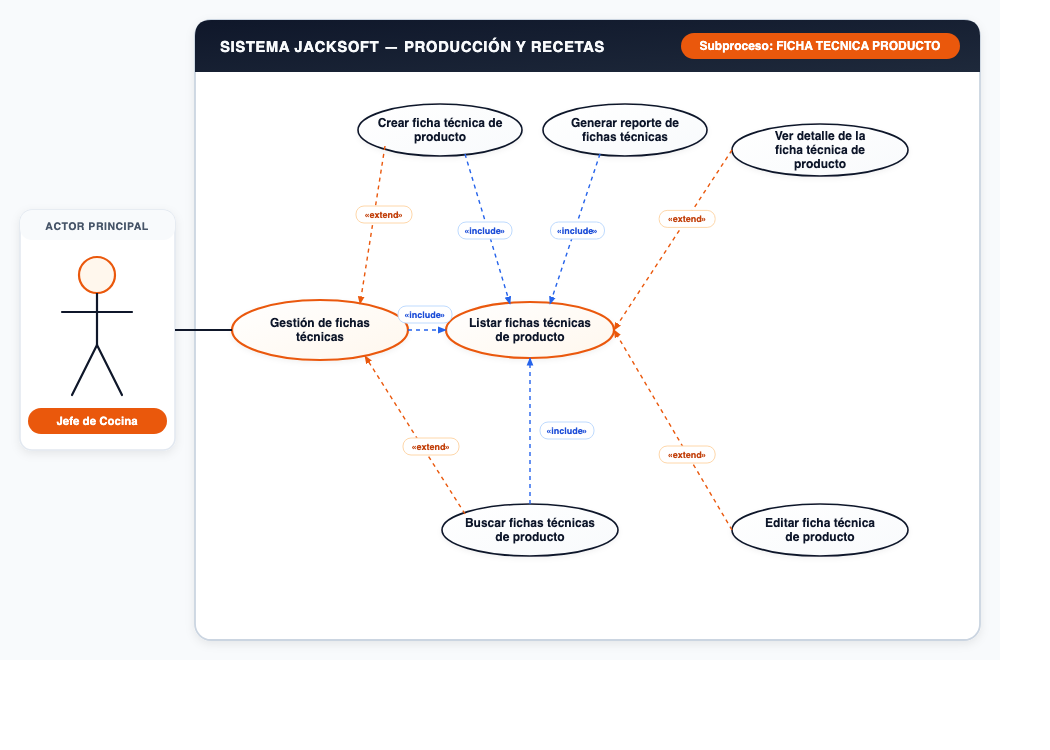 SISTEMA JACKSOFT — PRODUCCIÓN Y RECETAS
Subproceso: FICHA TECNICA PRODUCTO
Crear ficha técnica de
producto
Generar reporte de
fichas técnicas
Ver detalle de la
ficha técnica de
producto
«extend»
«include»
«include»
«extend»
ACTOR PRINCIPAL
Jefe de Cocina
Gestión de fichas
técnicas
«include»
Listar fichas técnicas
de producto
«extend»
«include»
«extend»
Buscar fichas técnicas
de producto
Editar ficha técnica
de producto